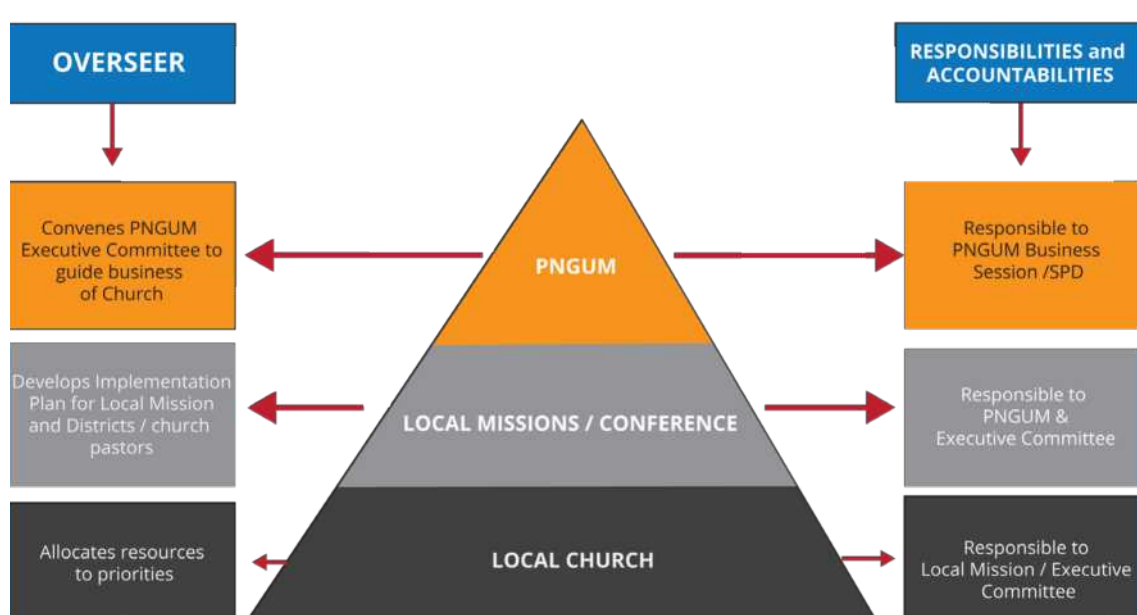 OVERSEER
RESPONSIBILITIES and
ACCOUNTABILITIES
Convenes PNGUM
Executive Committee to
guide business
of Church
PNGUM
Responsible to
PNGUM Business
Session /SPD
Develops Implementation
Plan for Local Mission
and Districts / church
pastors
LOCAL MISSIONS / CONFERENCE
Responsible to
PNGUM &
Executive Committee
Allocates resources
to priorities
LOCAL CHURCH
Responsible to
Local Mission / Executive
Committee